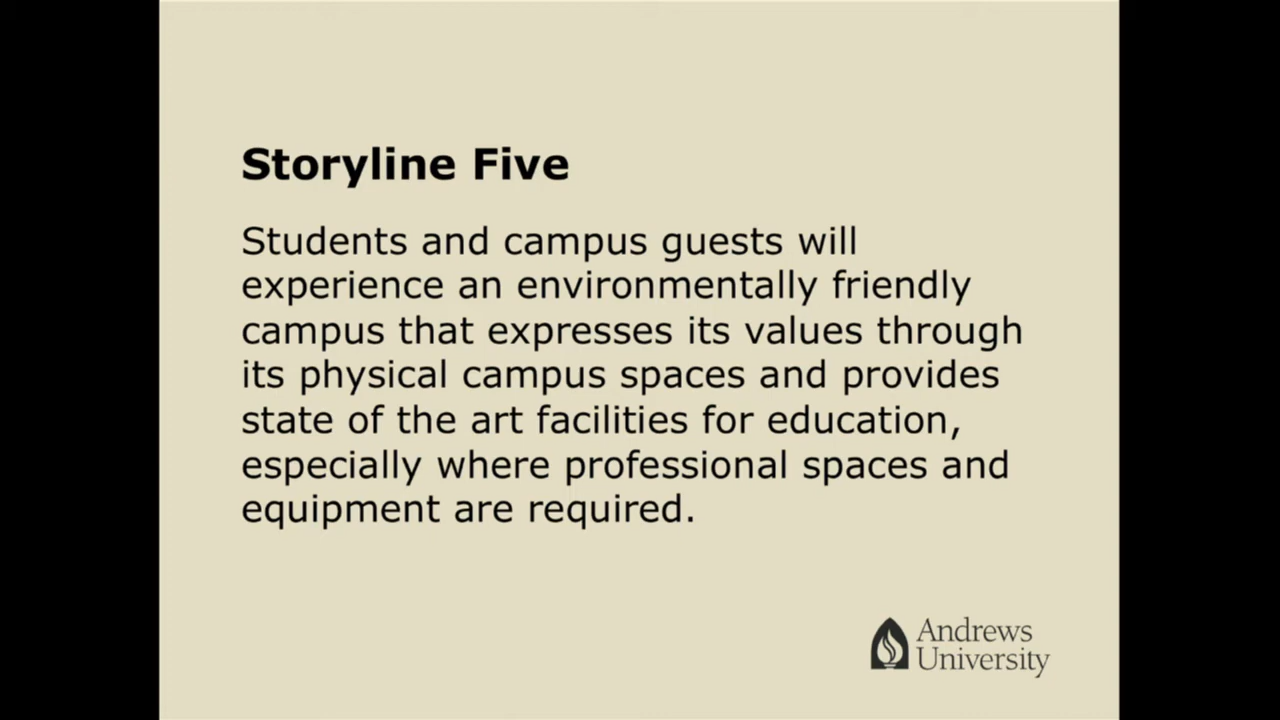 Storyline Five
Students and campus guests will
experience an environmentally friendly
campus that expresses its values through
its physical campus spaces and provides
state of the art facilities for education,
especially where professional spaces and
equipment are required.
Andrews
University